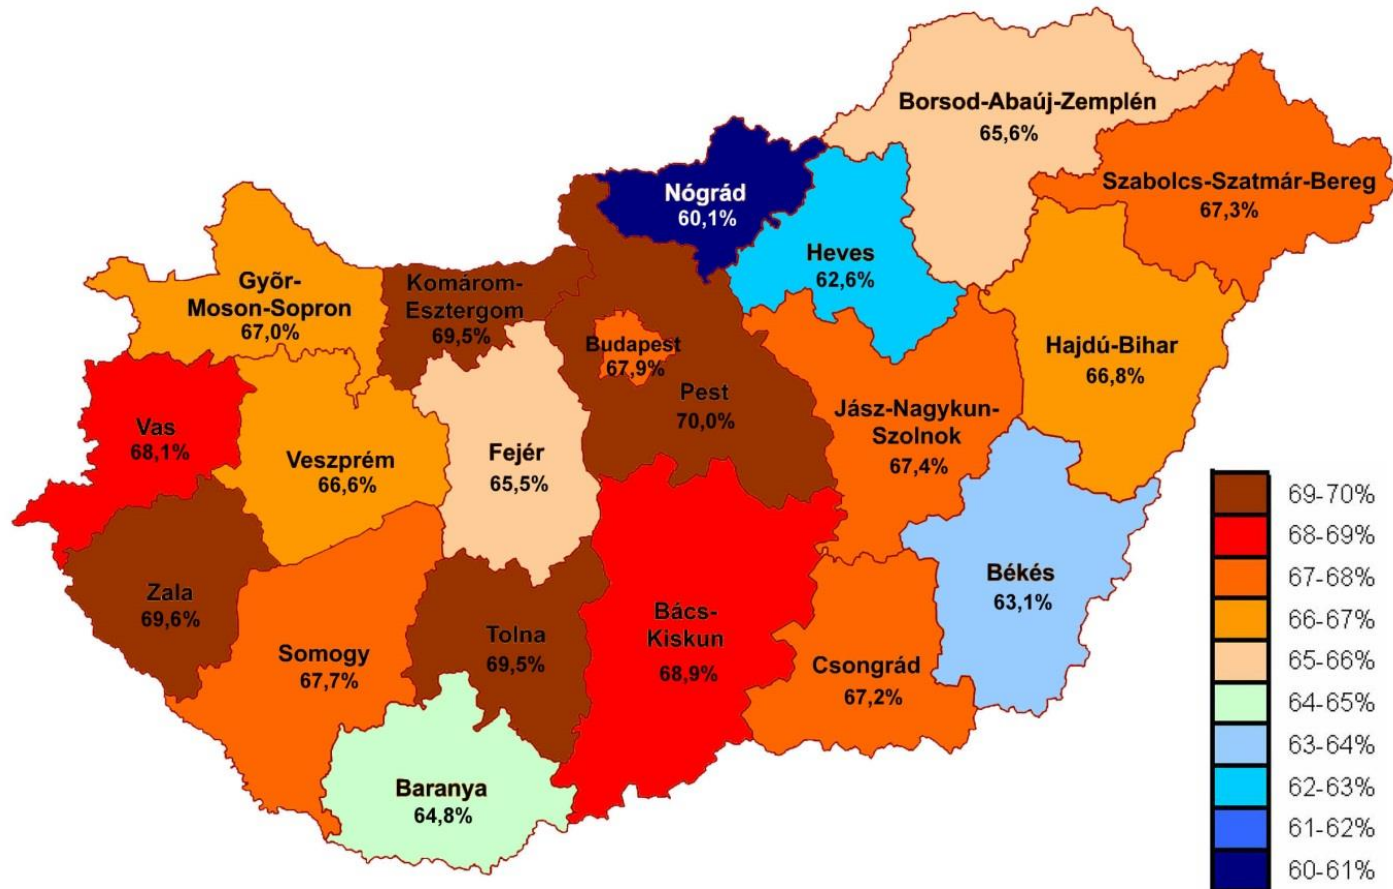 Borsod-Abaúj-Zemplén
65,6%
Szabolcs-Szatmár-Bereg
67,3%
Nógrád
60,1%
Heves
62,6%
Győr-
Moson-Sopron
67,0%
Komárom-
Esztergom
69,5%
Budapest
67,9%
Pest
70,0%
Hajdú-Bihar
66,8%
Jász-Nagykun-
Szolnok
67,4%
Vas
68,1%
Veszprém
66,6%
Fejér
65,5%
Békés
63,1%
Zala
69,6%
Somogy
67,7%
Tolna
69,5%
Bács-
Kiskun
68,9%
Csongrád
67,2%
Baranya
64,8%
69-70%
68-69%
67-68%
66-67%
65-66%
64-65%
63-64%
62-63%
61-62%
60-61%